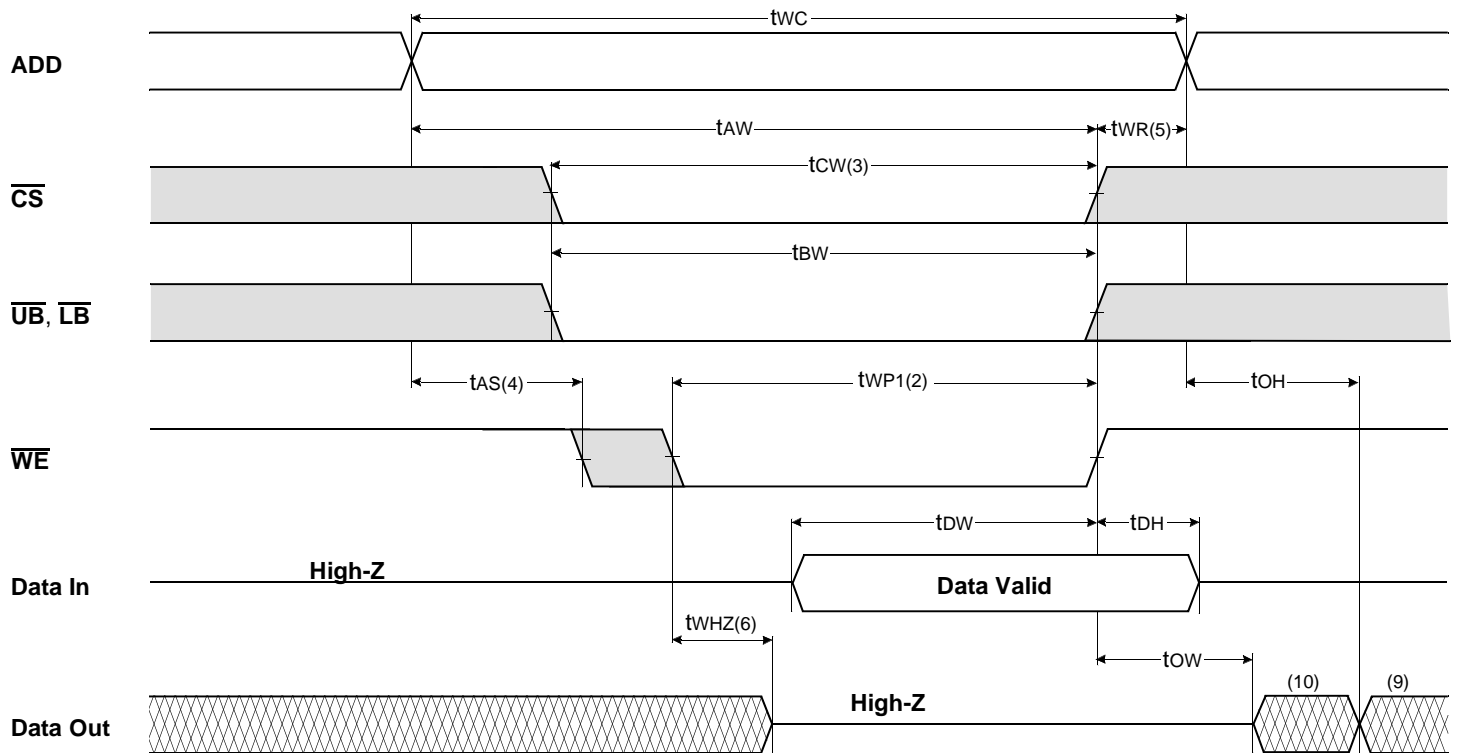 tWC
ADD
tAW
tWR(5)
tCW(3)
CS
tBW
UB, LB
tAS(4)
tWP1(2)
tOH
WE
tDW
tDH
High-Z
Data In
Data Valid
tWHZ(6)
tOW
(10)
(9)
High-Z
Data Out